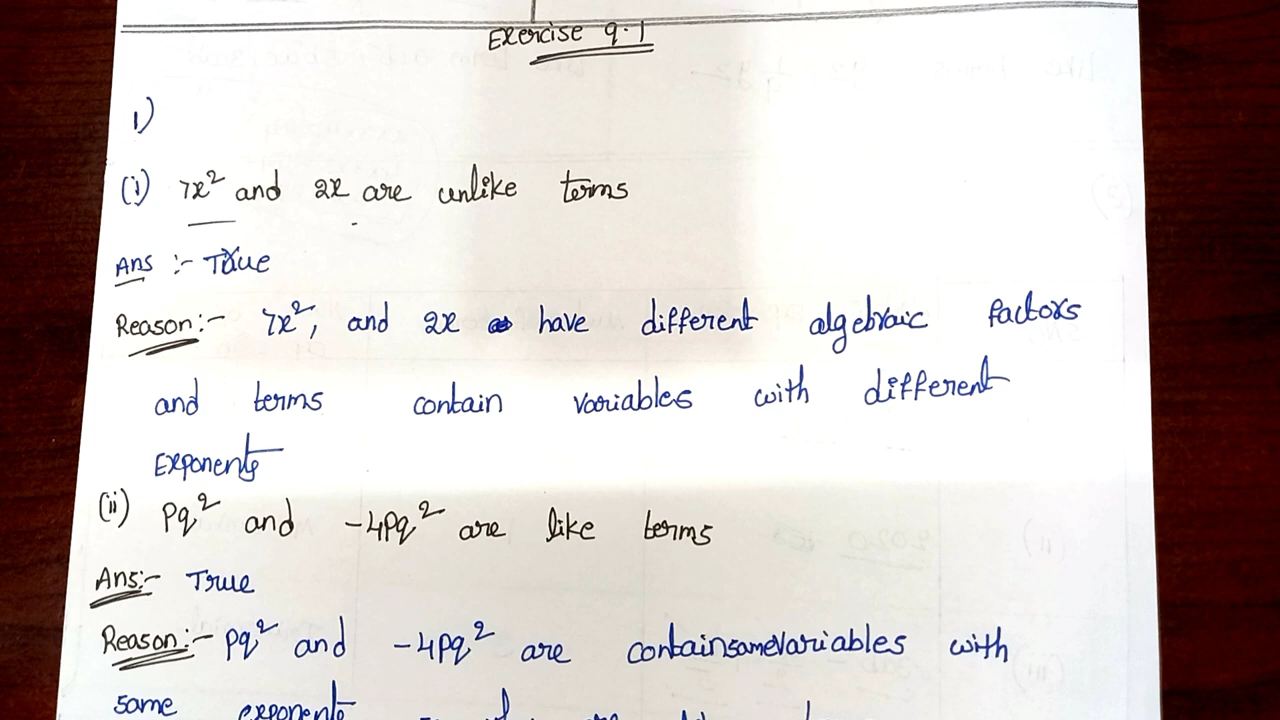 Exercise 9.1
1)
(i) 7x² and 2x are unlike terms
Ans :- True
Reason:- 7x², and 2x have different algebraic factors
and terms contain variables with different
Exponents
(ii) pq² and -4pq² are like terms
Ans:- True
Reason:- pq² and -4pq² are containsamevariables with
same exponents